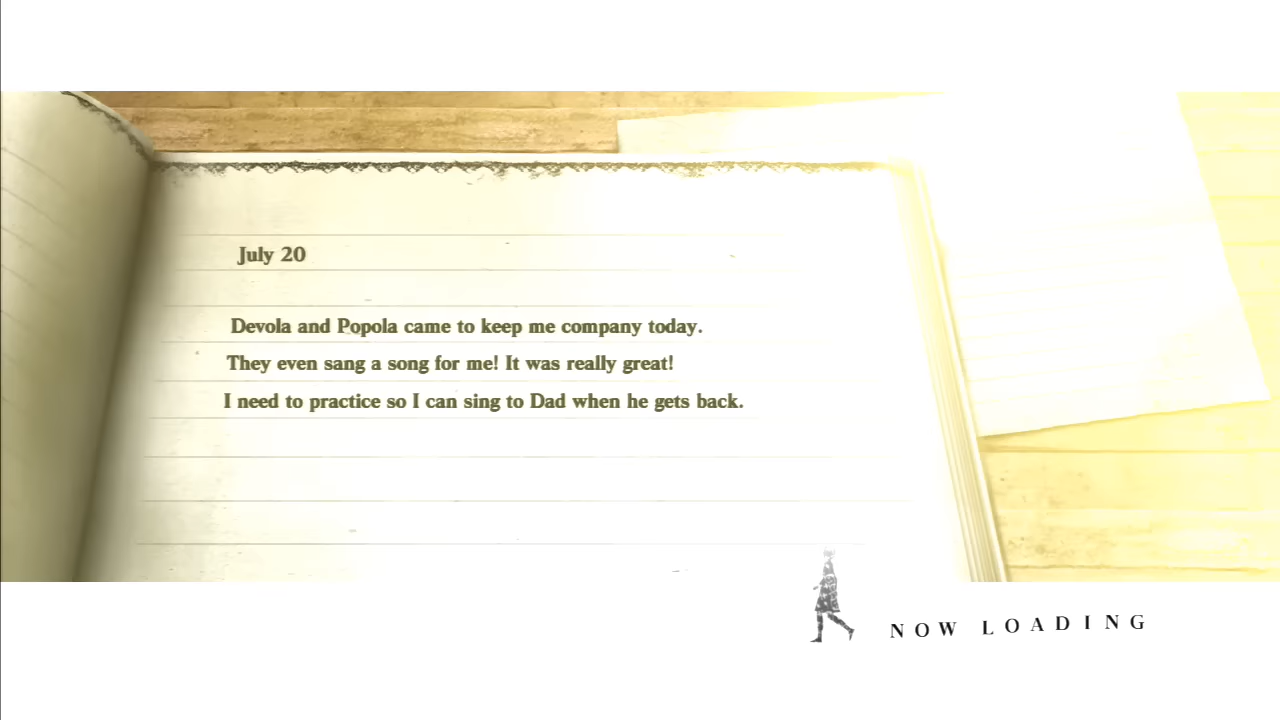 July 20
Devola and Popola came to keep me company today.
They even sang a song for me! It was really great!
I need to practice so I can sing to Dad when he gets back.
NOW LOADING